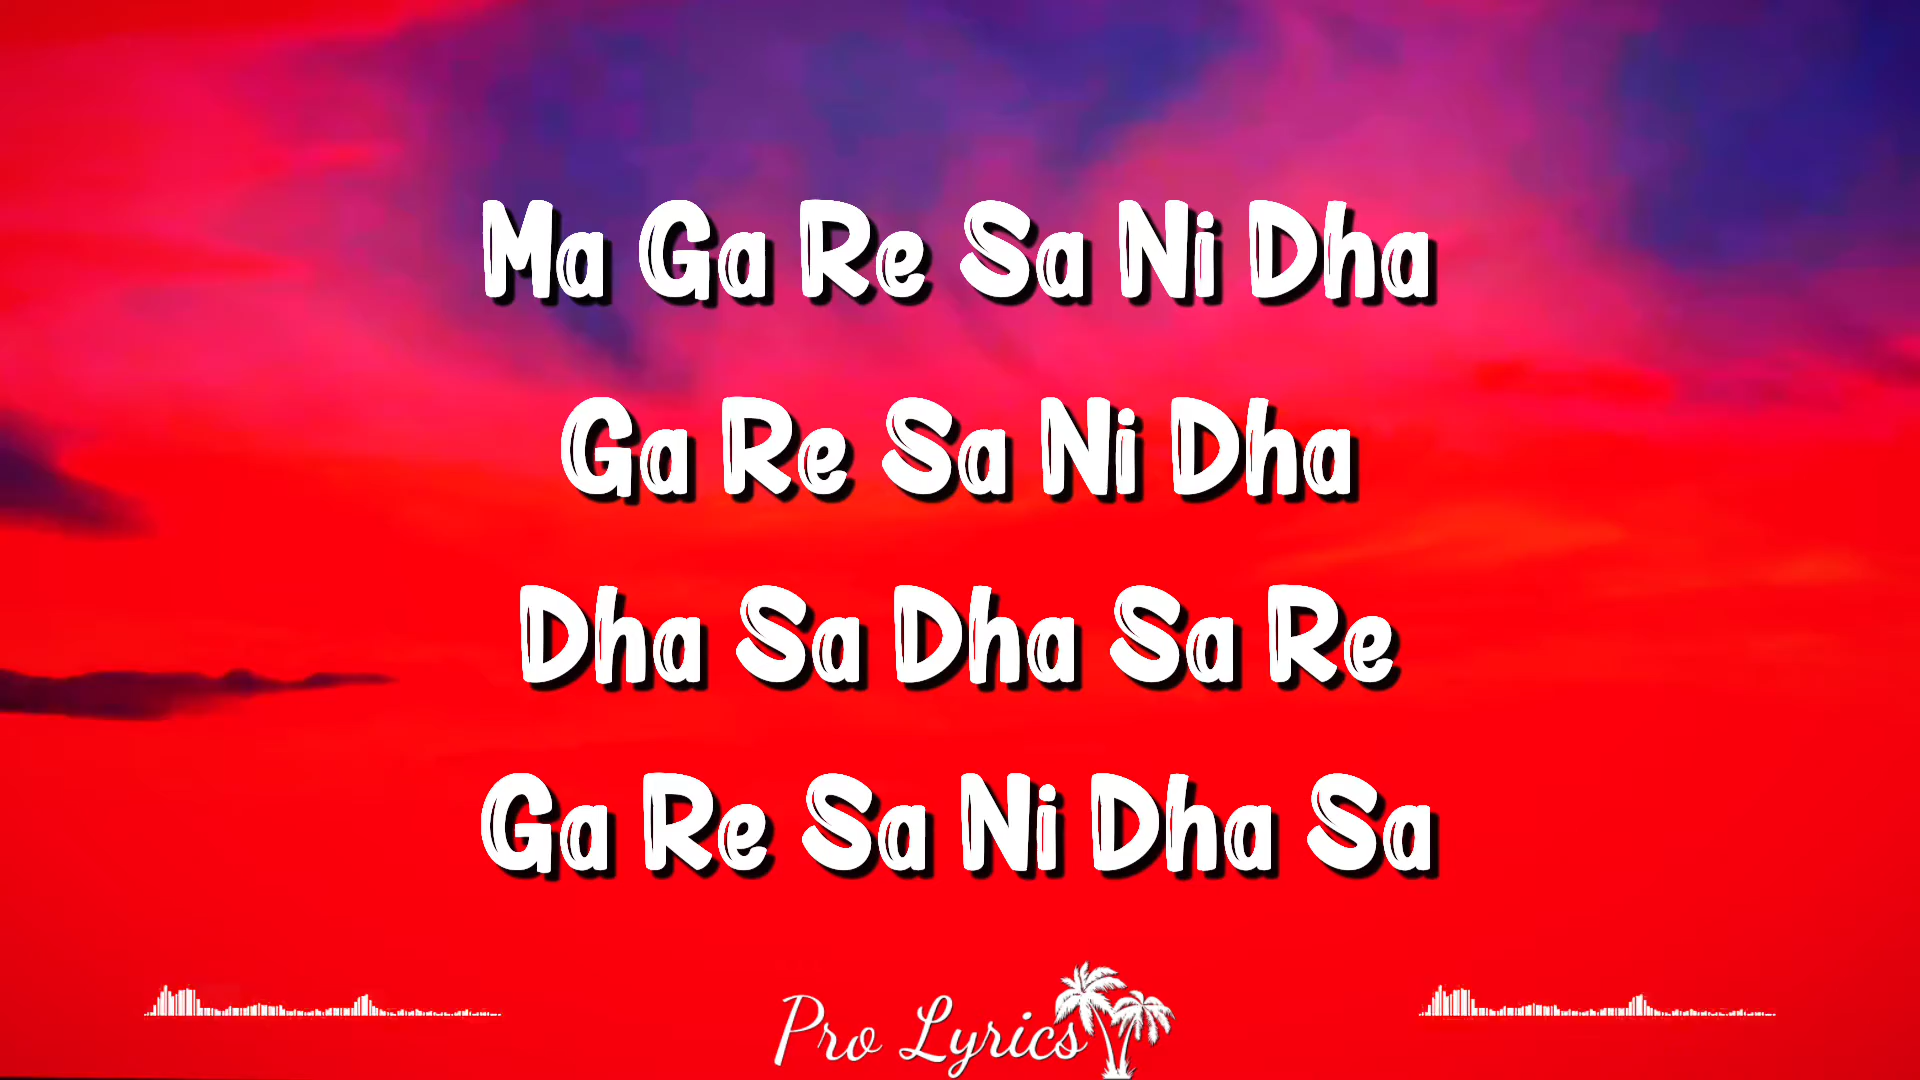 Ma Ga Re Sa Ni Dha
Ga Re Sa Ni Dha
Dha Sa Dha Sa Re
Ga Re Sa Ni Dha Sa
Pro Lyrics